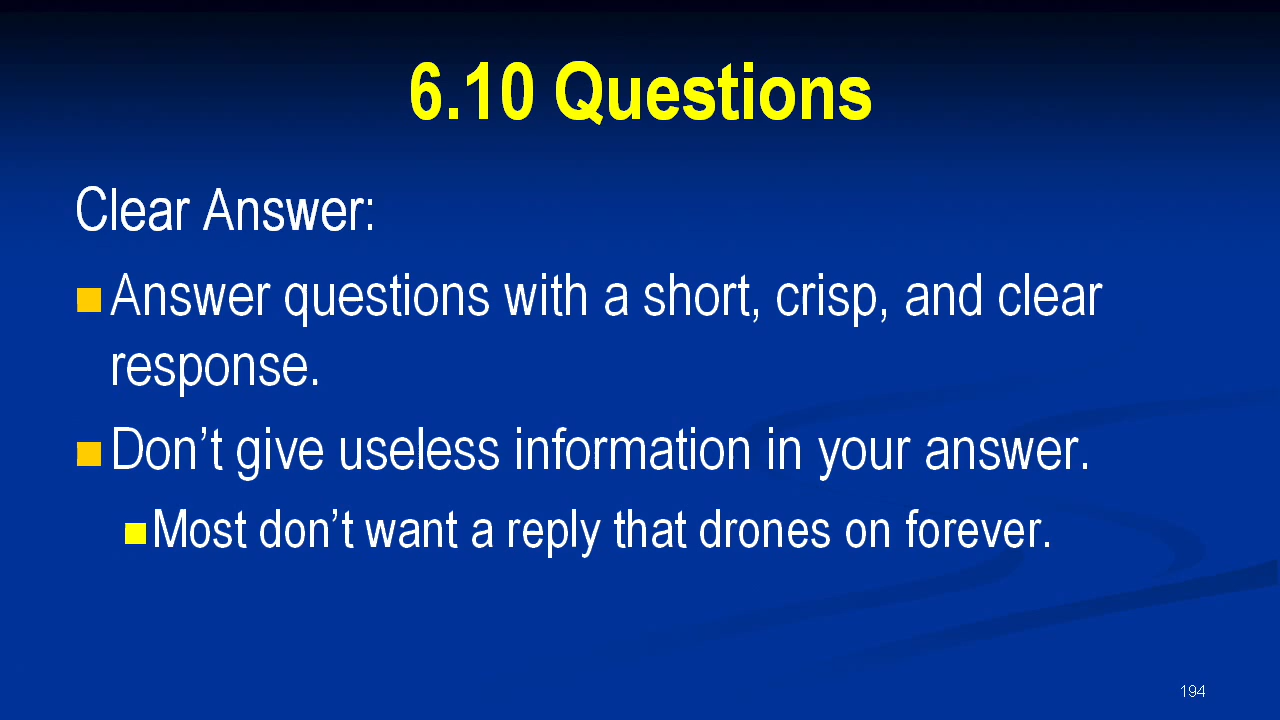 6.10 Questions
Clear Answer:
Answer questions with a short, crisp, and clear
response.
Don’t give useless information in your answer.
Most don’t want a reply that drones on forever.
194